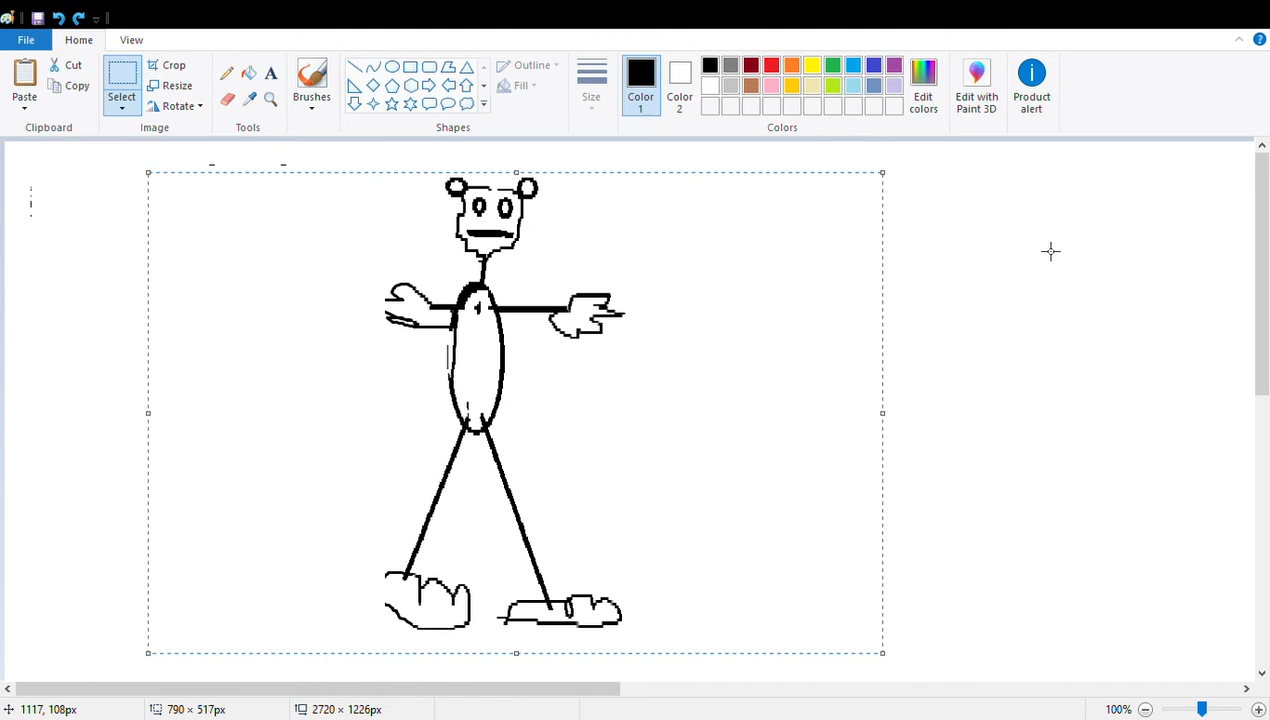 File Home View
Paste Cut Copy Select Crop Resize Rotate A Brushes Outline Fill Size Color 1 Color 2 Edit colors Edit with Paint 3D Product alert
Clipboard Image Tools Shapes Colors
1117, 108px 790 × 517px 2720 × 1226px 100%